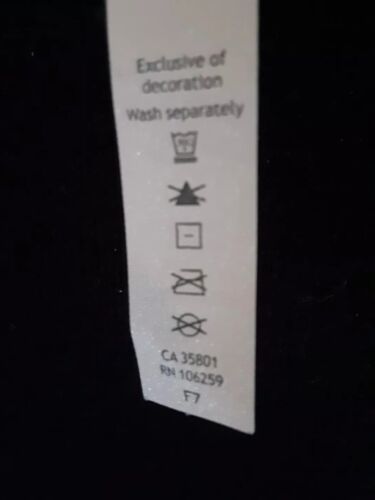 Exclusive of
decoration
Wash separately
CA 35801
RN 106259
F7